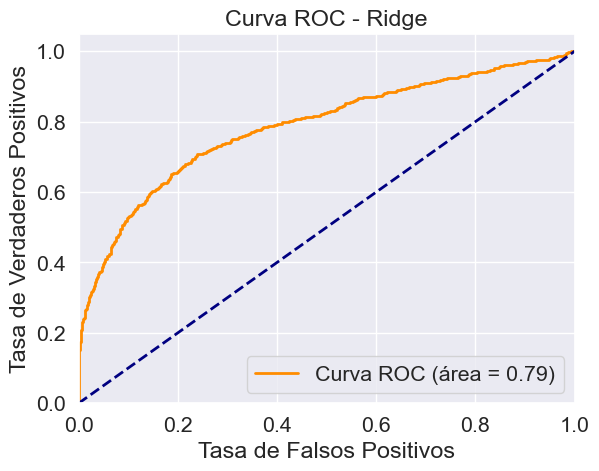 Curva ROC - Ridge
Tasa de Verdaderos Positivos
1.0
0.8
0.6
0.4
0.2
0.0
0.0 0.2 0.4 0.6 0.8 1.0
Curva ROC (área = 0.79)
Tasa de Falsos Positivos